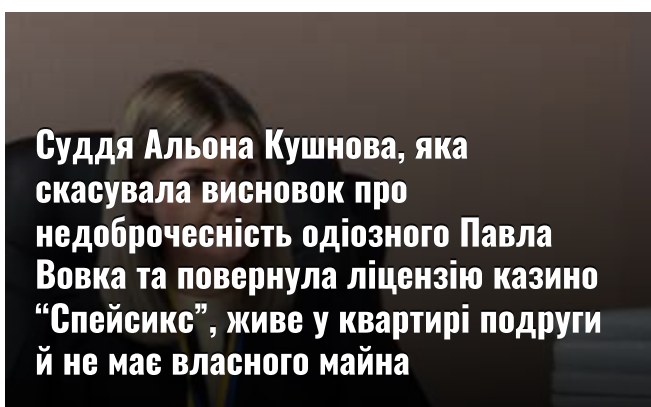 Суддя Альона Кушнова, яка
скасувала висновок про
недоброчесність одіозного Павла
Вовка та повернула ліцензію казино
“Спейсикс”, живе у квартирі подруги
й не має власного майна